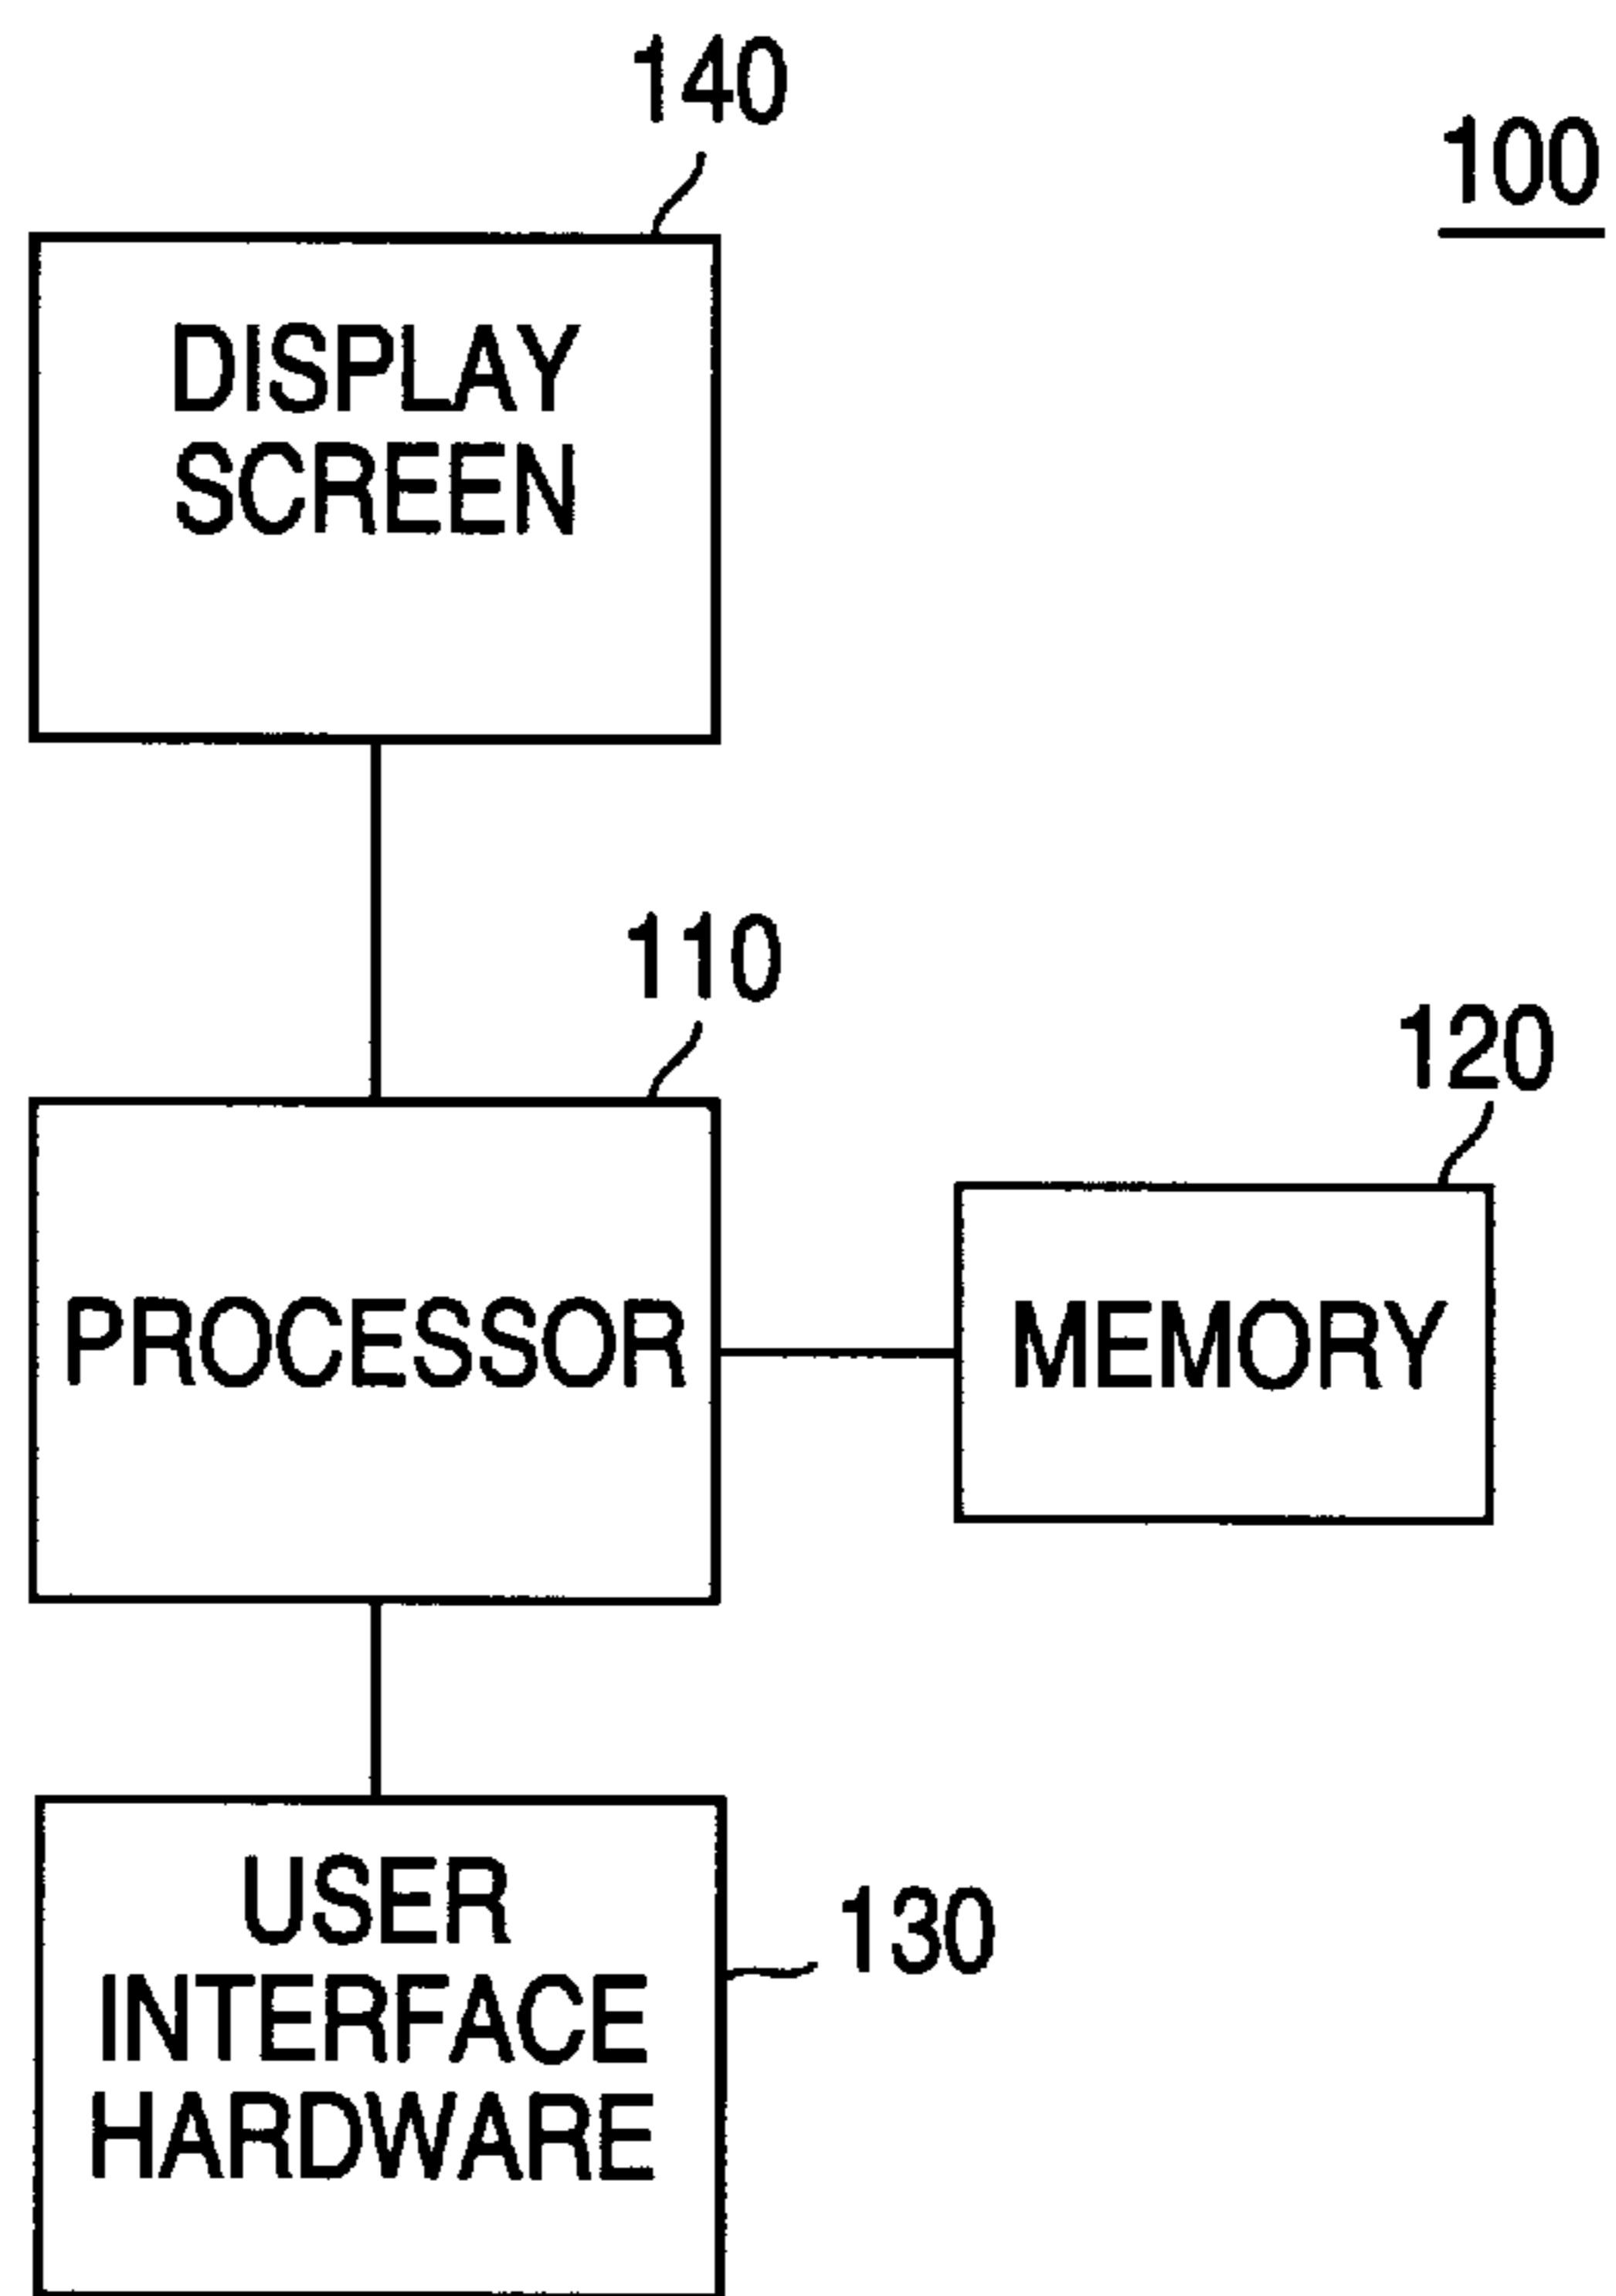 140
100
DISPLAY
SCREEN
110
120
PROCESSOR
MEMORY
USER
INTERFACE
HARDWARE
130